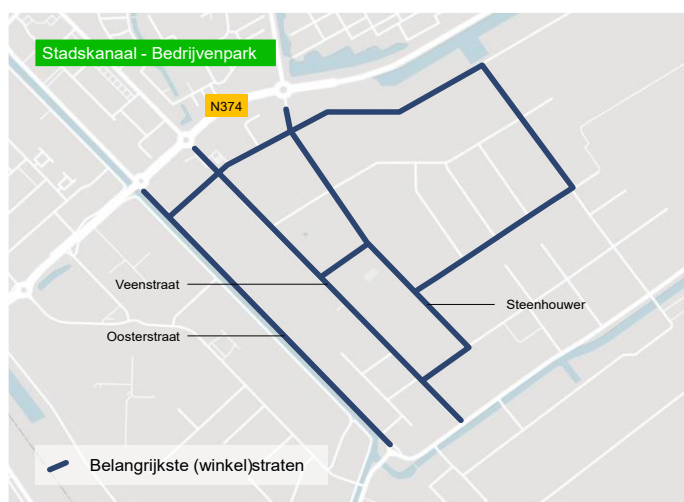 Stadskanaal - Bedrijvenpark
N374
Veenstraat
Steenhouwer
Oosterstraat
Belangrijkste (winkel)straten